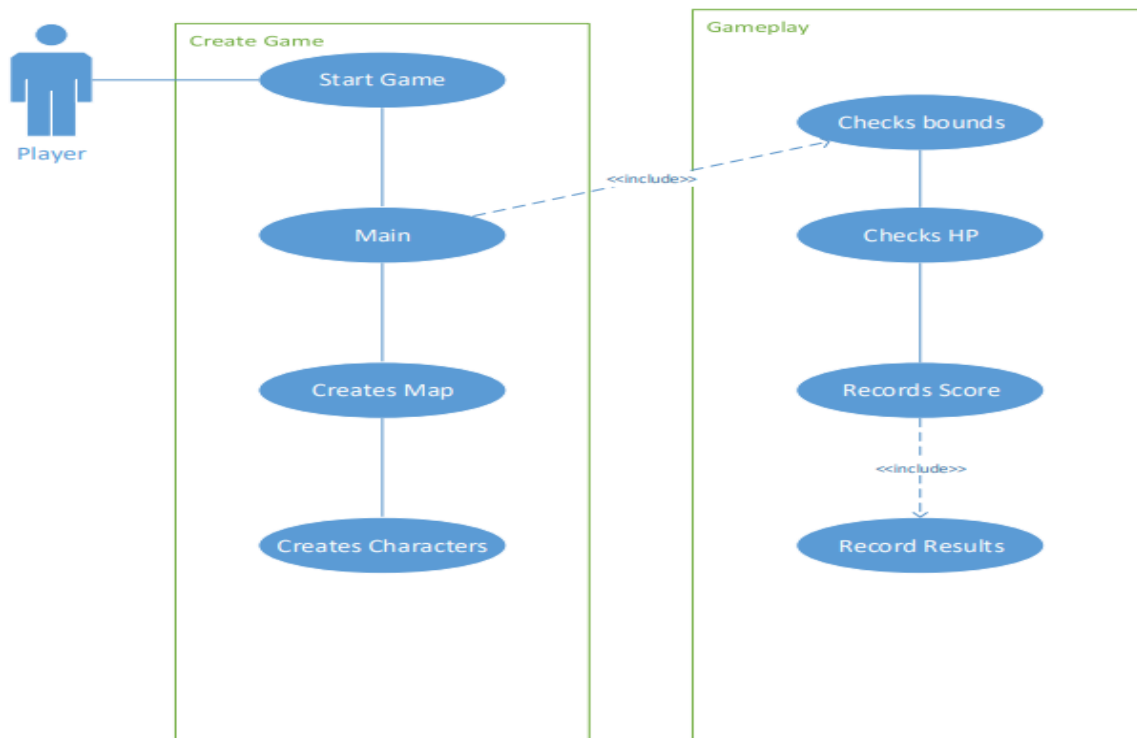 Player
Create Game
Start Game
Main
Creates Map
Creates Characters
<<include>>
Gameplay
Checks bounds
Checks HP
Records Score
<<include>>
Record Results